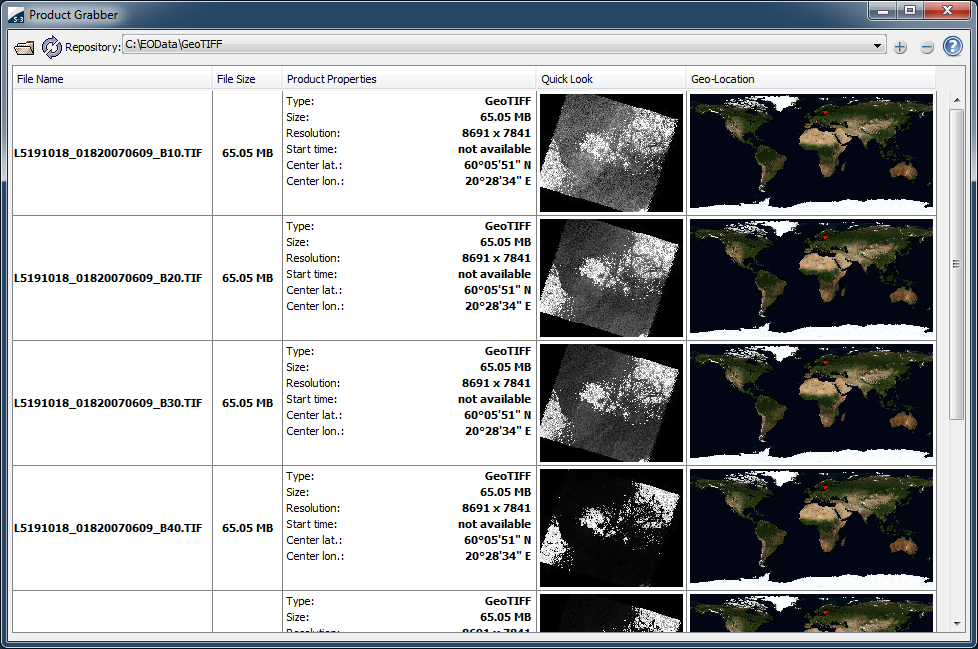 S-3 Product Grabber
Repository: C:\EOData\GeoTIFF
File Name File Size Product Properties Quick Look Geo-Location
L5191018_01820070609_B10.TIF 65.05 MB
Type: GeoTIFF
Size: 65.05 MB
Resolution: 8691 x 7841
Start time: not available
Center lat.: 60°05'51" N
Center lon.: 20°28'34" E
L5191018_01820070609_B20.TIF 65.05 MB
Type: GeoTIFF
Size: 65.05 MB
Resolution: 8691 x 7841
Start time: not available
Center lat.: 60°05'51" N
Center lon.: 20°28'34" E
L5191018_01820070609_B30.TIF 65.05 MB
Type: GeoTIFF
Size: 65.05 MB
Resolution: 8691 x 7841
Start time: not available
Center lat.: 60°05'51" N
Center lon.: 20°28'34" E
L5191018_01820070609_B40.TIF 65.05 MB
Type: GeoTIFF
Size: 65.05 MB
Resolution: 8691 x 7841
Start time: not available
Center lat.: 60°05'51" N
Center lon.: 20°28'34" E
Type: GeoTIFF
Size: 65.05 MB
Resolution: 8691 x 7841